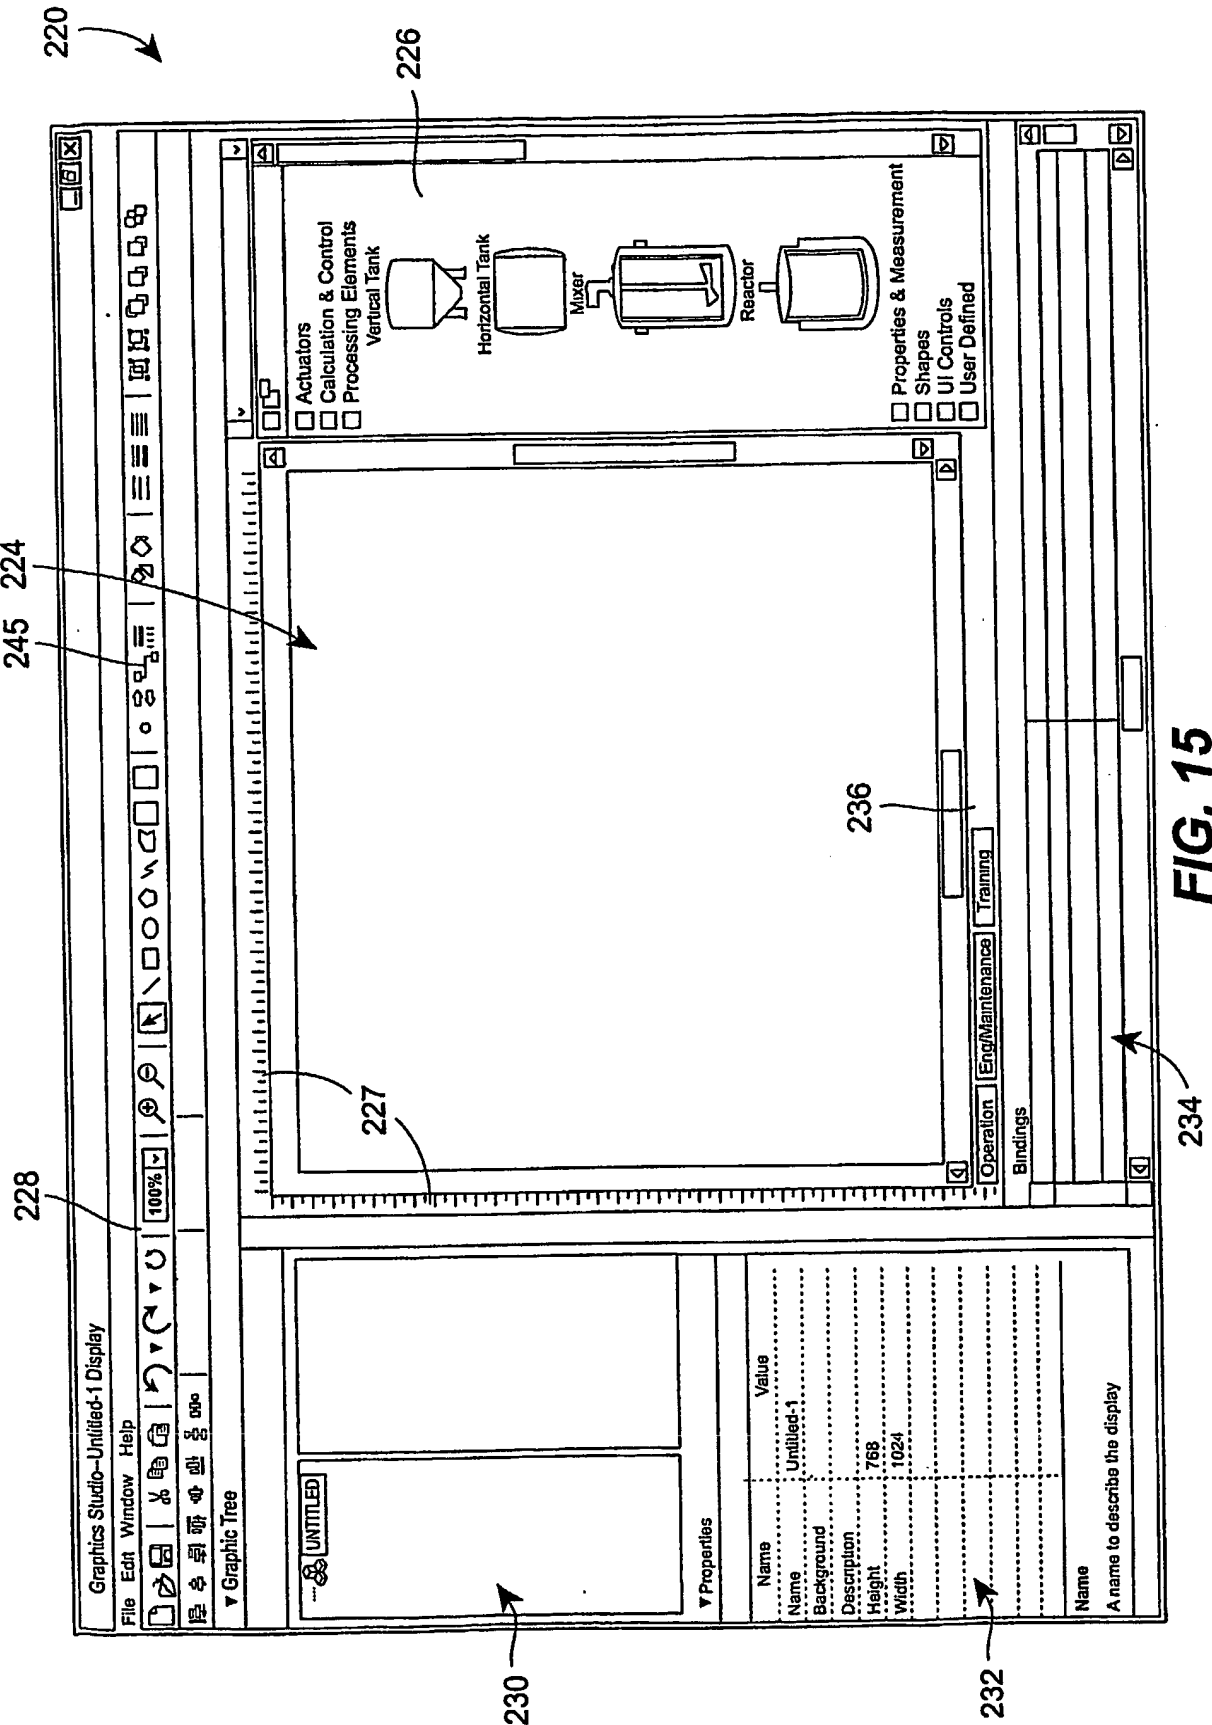 220
Graphics Studio--Untitled-1 Display
File Edit Window Help
228
245
224
226
100%
▼ Graphic Tree
UNTITLED
230
227
Actuators
Calculation & Control
Processing Elements
Vertical Tank
Horizontal Tank
Mixer
Reactor
Properties & Measurement
Shapes
UI Controls
User Defined
▼ Properties
Name Value
Name Untitled-1
Background
Description
Height 768
Width 1024
232
Name
A name to describe the display
236
Operation Eng/Maintenance Training
Bindings
234
FIG. 15